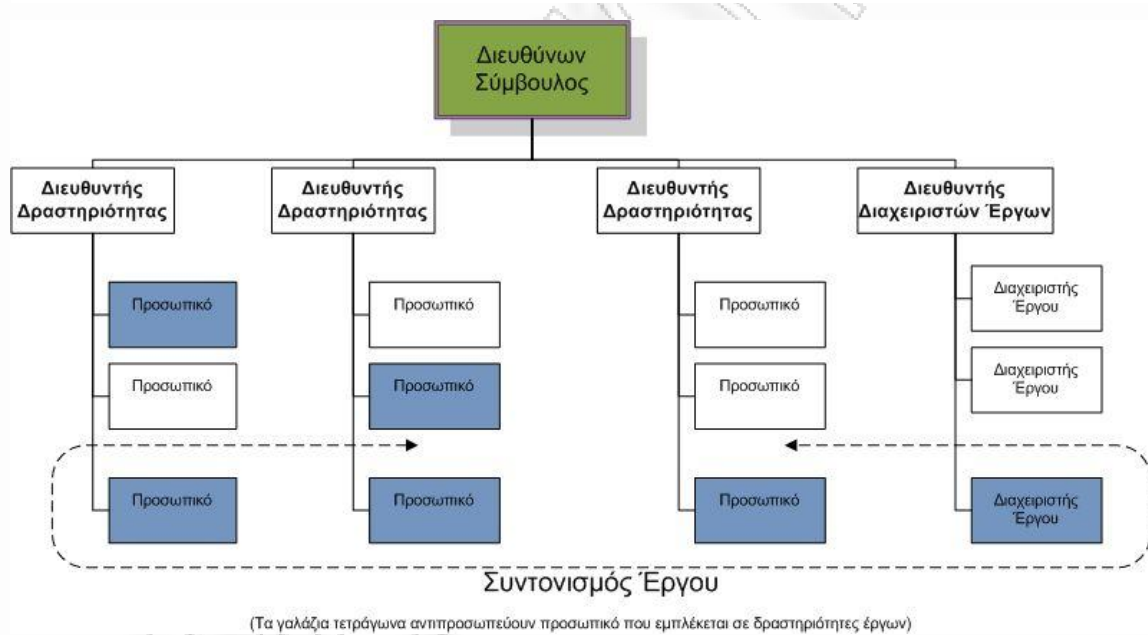 Διευθύνων
Σύμβουλος
Διευθυντής
Δραστηριότητας
Διευθυντής
Δραστηριότητας
Διευθυντής
Δραστηριότητας
Διευθυντής
Διαχειριστών Έργων
Προσωπικό
Προσωπικό
Προσωπικό
Διαχειριστής
Έργου
Προσωπικό
Προσωπικό
Προσωπικό
Διαχειριστής
Έργου
Προσωπικό
Προσωπικό
Προσωπικό
Διαχειριστής
Έργου
Συντονισμός Έργου
(Τα γαλάζια τετράγωνα αντιπροσωπεύουν προσωπικό που εμπλέκεται σε δραστηριότητες έργων)